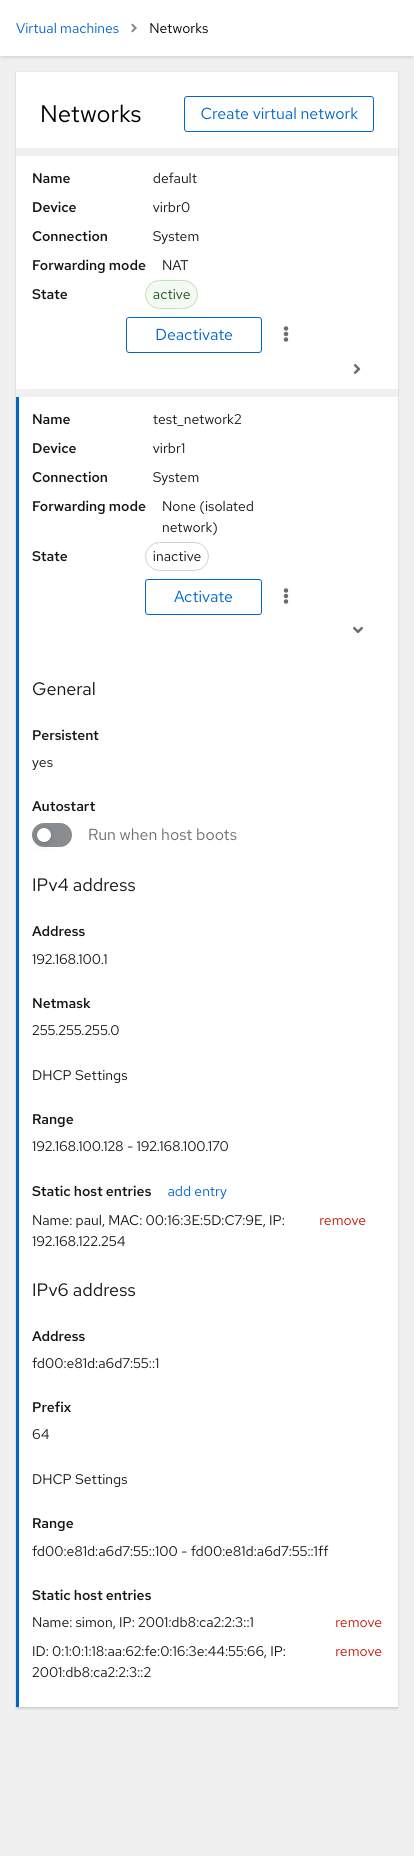 Virtual machines > Networks
Networks Create virtual network
Name default
Device virbr0
Connection System
Forwarding mode NAT
State active
Deactivate
Name test_network2
Device virbr1
Connection System
Forwarding mode None (isolated
network)
State inactive
Activate
General
Persistent
yes
Autostart
Run when host boots
IPv4 address
Address
192.168.100.1
Netmask
255.255.255.0
DHCP Settings
Range
192.168.100.128 - 192.168.100.170
Static host entries add entry
Name: paul, MAC: 00:16:3E:5D:C7:9E, IP: remove
192.168.122.254
IPv6 address
Address
fd00:e81d:a6d7:55::1
Prefix
64
DHCP Settings
Range
fd00:e81d:a6d7:55::100 - fd00:e81d:a6d7:55::1ff
Static host entries
Name: simon, IP: 2001:db8:ca2:2:3::1 remove
ID: 0:1:0:1:18:aa:62:fe:0:16:3e:44:55:66, IP: remove
2001:db8:ca2:2:3::2